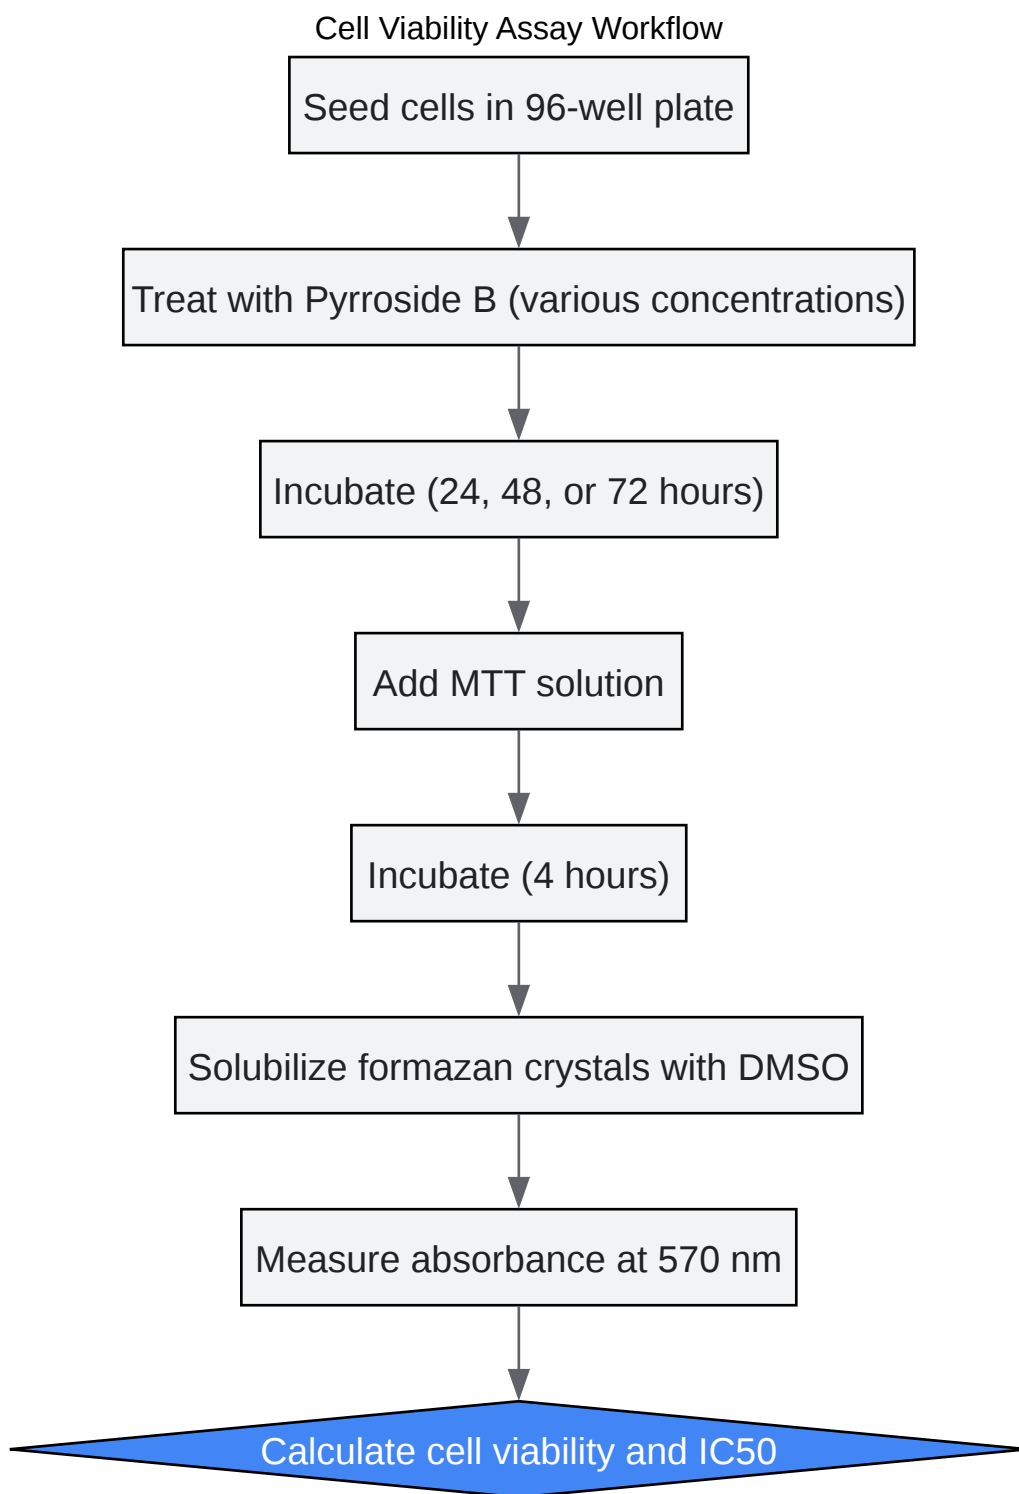 Cell Viability Assay Workflow
Seed cells in 96-well plate
Treat with Pyrroside B (various concentrations)
Incubate (24, 48, or 72 hours)
Add MTT solution
Incubate (4 hours)
Solubilize formazan crystals with DMSO
Measure absorbance at 570 nm
Calculate cell viability and IC50